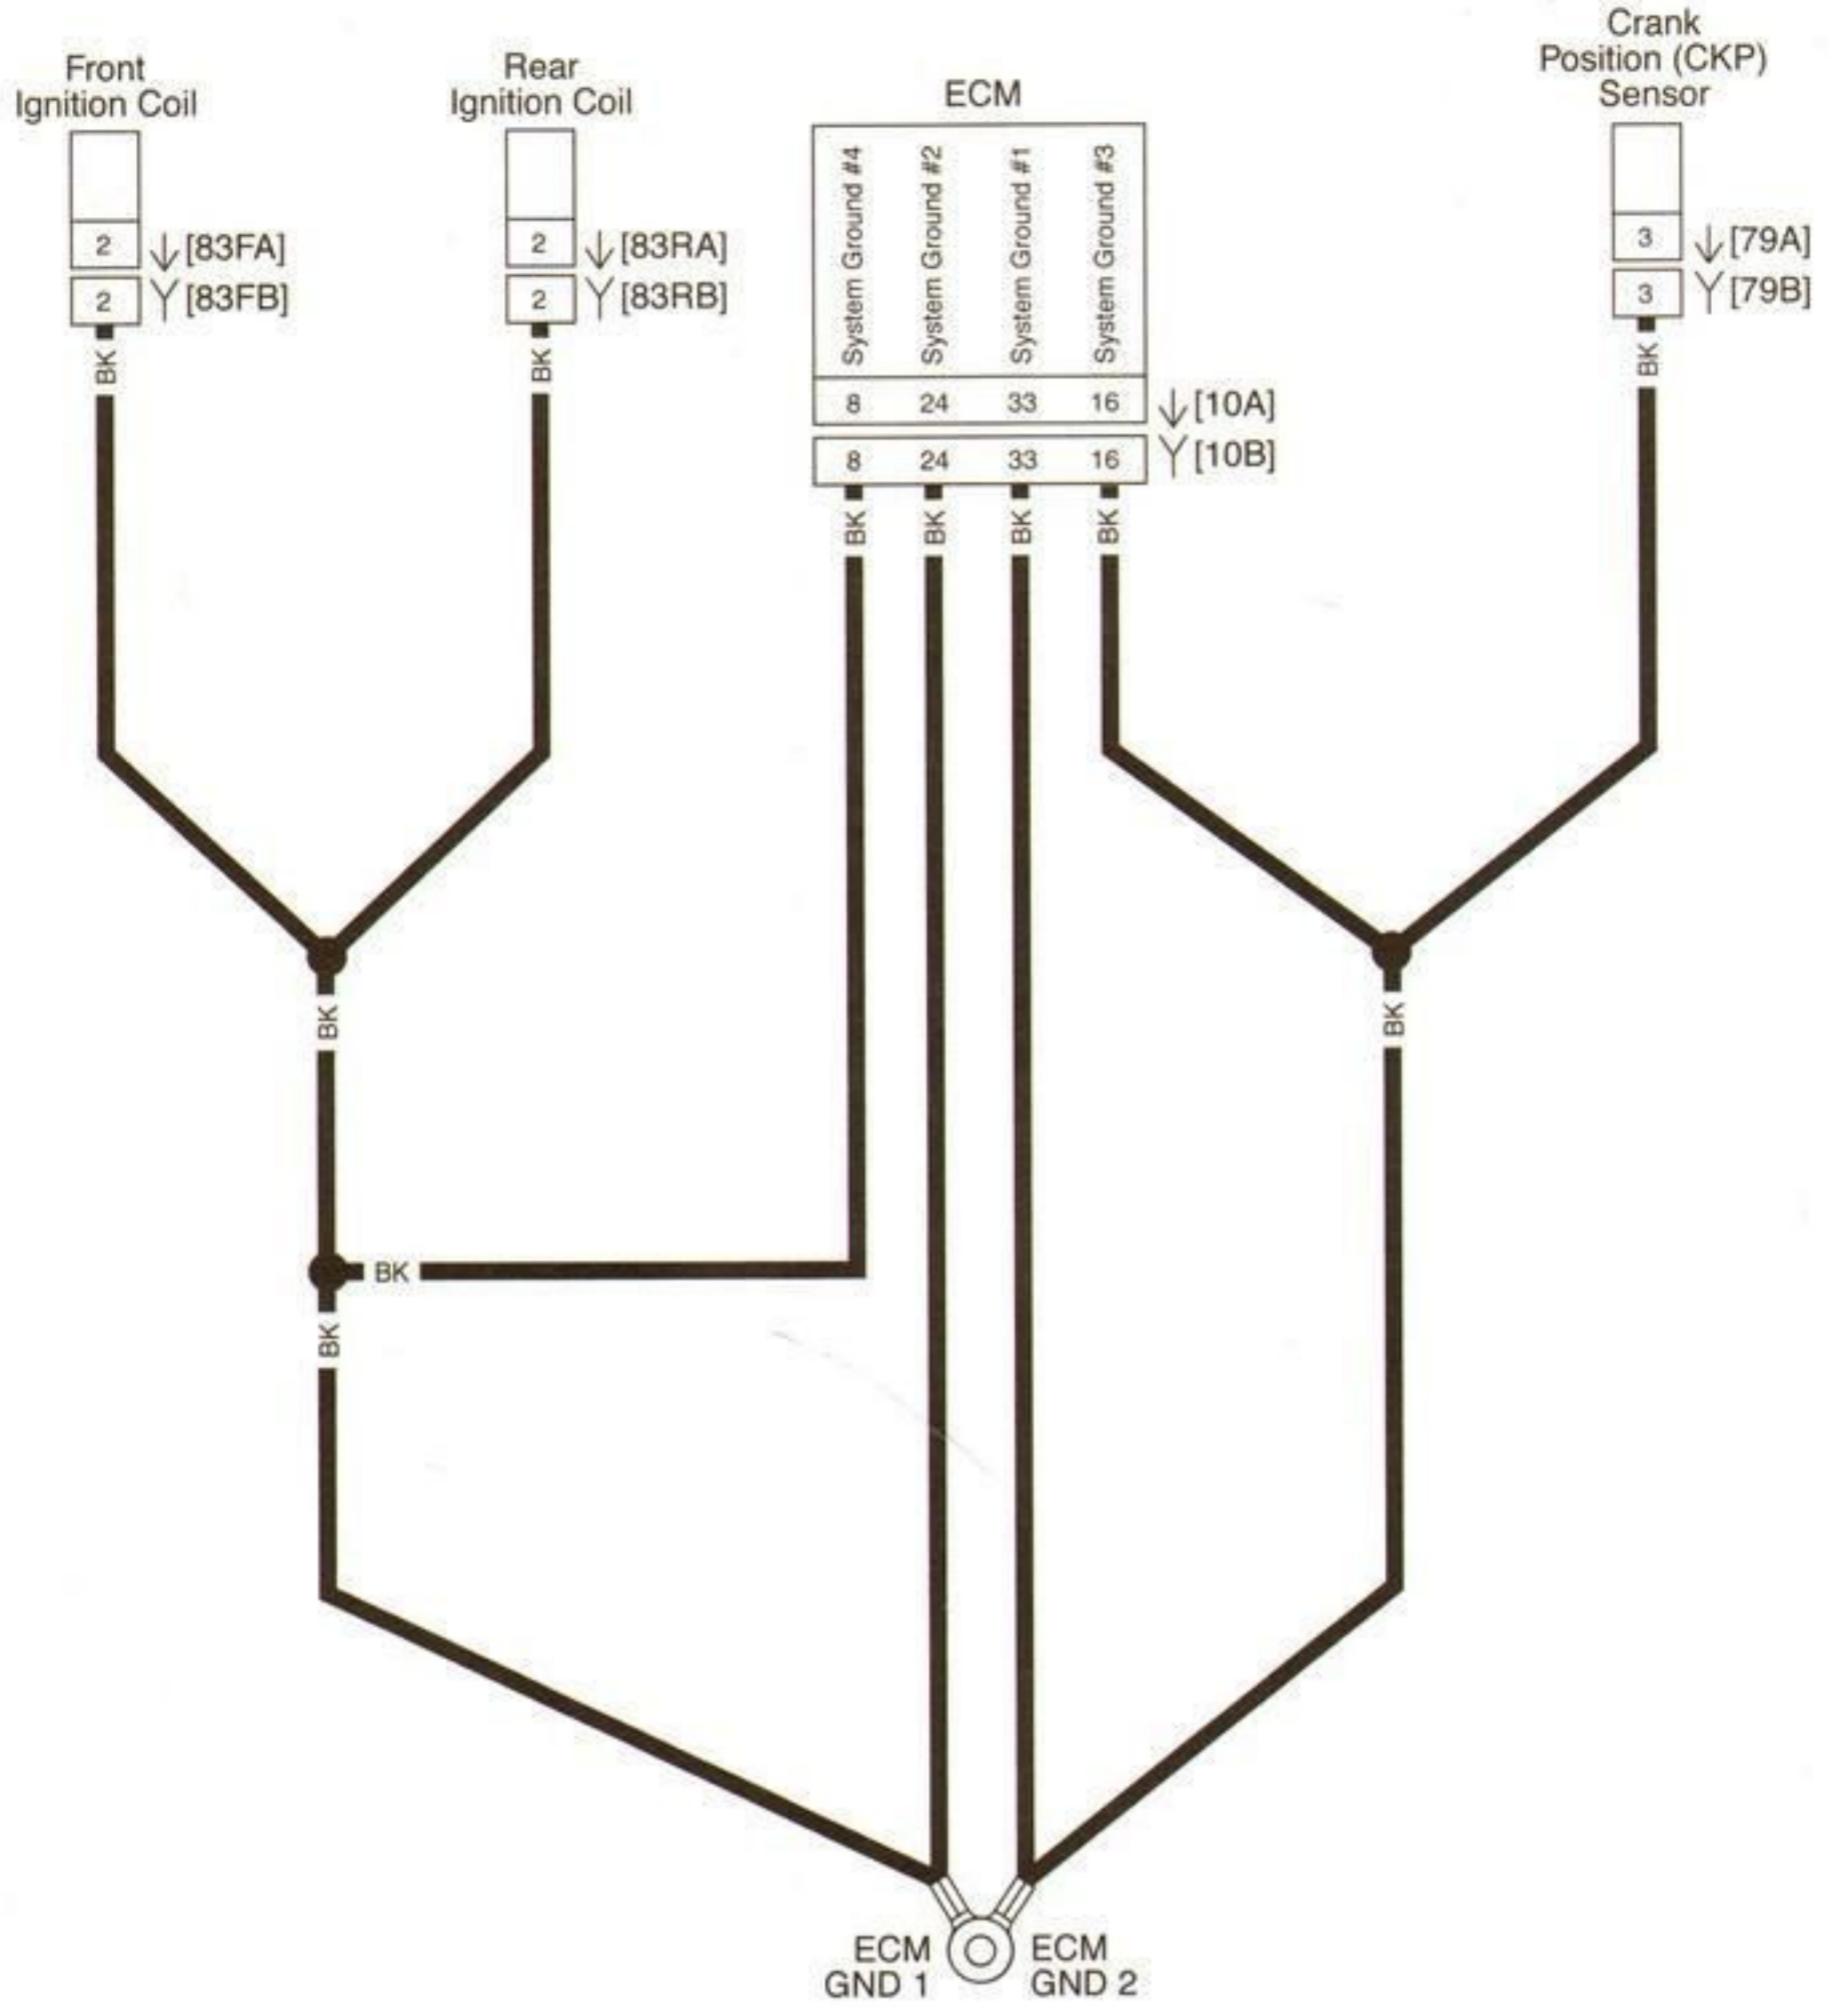 Front
Ignition Coil
2
[83FA]
2
[83FB]
BK
Rear
Ignition Coil
2
[83RA]
2
[83RB]
BK
ECM
System Ground #4
System Ground #2
System Ground #1
System Ground #3
8 24 33 16
[10A]
8 24 33 16
[10B]
BK BK BK BK
Crank
Position (CKP)
Sensor
3
[79A]
3
[79B]
BK
BK
BK
BK
BK
ECM
GND 1
ECM
GND 2